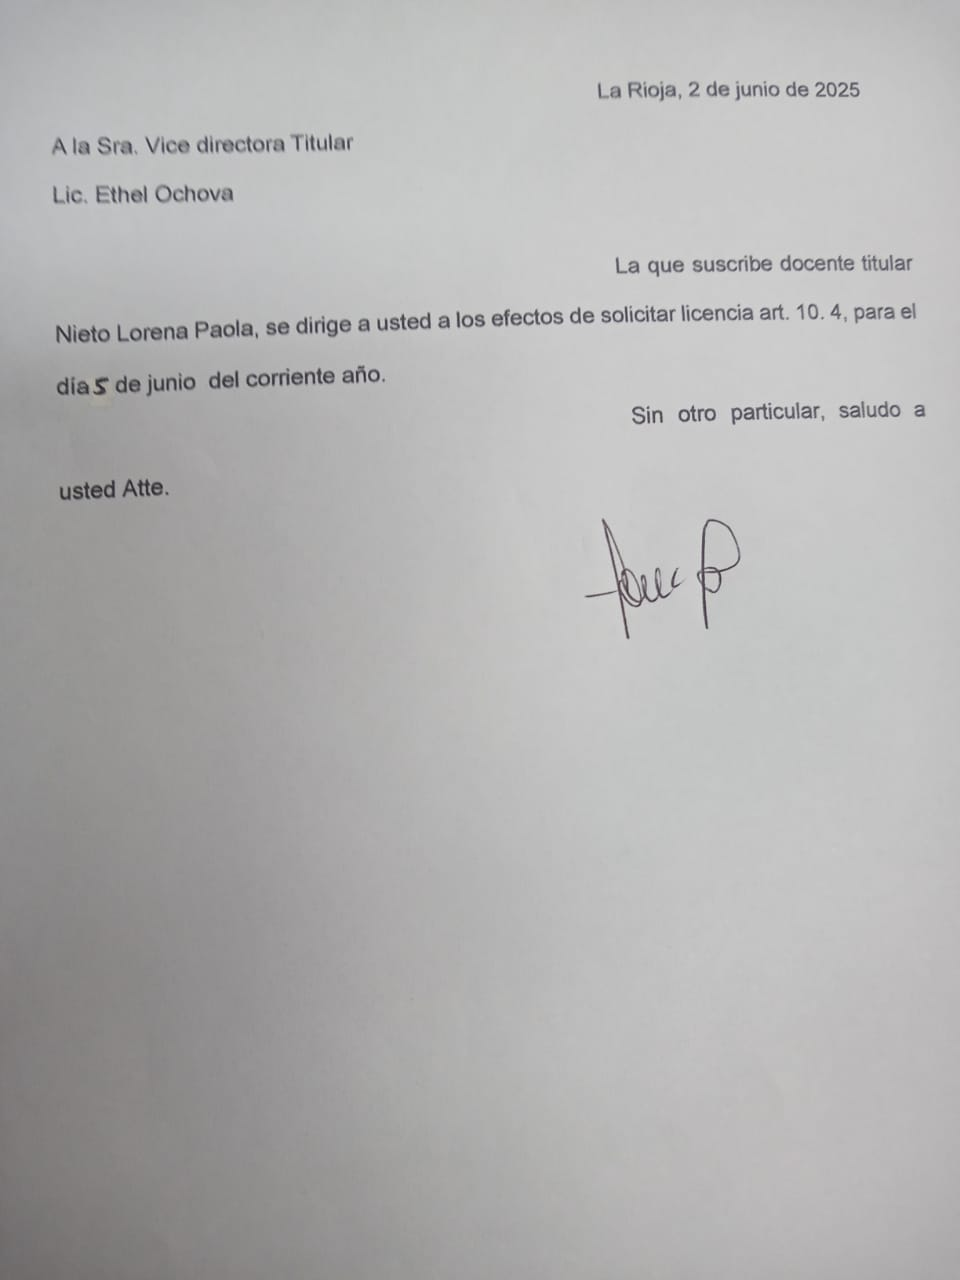 La Rioja, 2 de junio de 2025
A la Sra. Vice directora Titular
Lic. Ethel Ochova
La que suscribe docente titular
Nieto Lorena Paola, se dirige a usted a los efectos de solicitar licencia art. 10. 4, para el
día 5 de junio del corriente año.
Sin otro particular, saludo a
usted Atte.